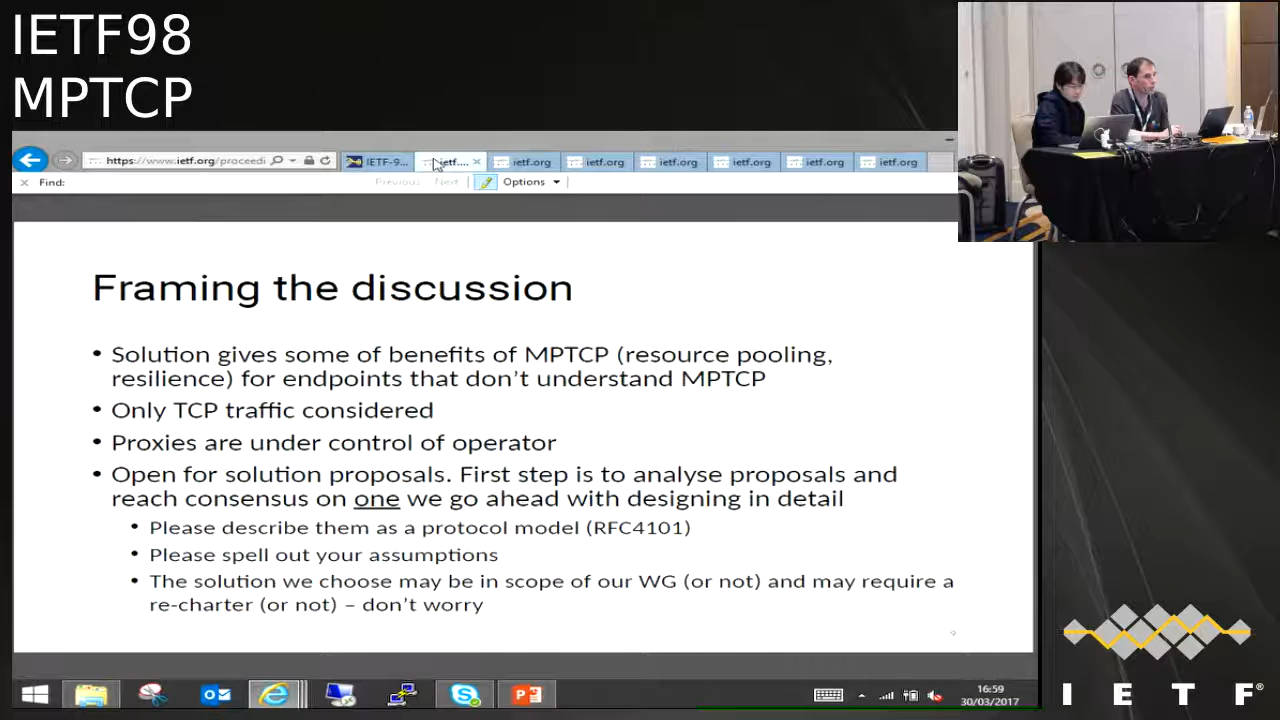 IETF98
MPTCP
https://www.ietf.org/proceedi
IETF-9...
ietf....
ietf.org
ietf.org
ietf.org
ietf.org
ietf.org
ietf.org
Find:
Previous
Next
Options
Framing the discussion
• Solution gives some of benefits of MPTCP (resource pooling,
resilience) for endpoints that don't understand MPTCP
• Only TCP traffic considered
• Proxies are under control of operator
• Open for solution proposals. First step is to analyse proposals and
reach consensus on one we go ahead with designing in detail
• Please describe them as a protocol model (RFC4101)
• Please spell out your assumptions
• The solution we choose may be in scope of our WG (or not) and may require a
re-charter (or not) – don't worry
9
16:59
30/03/2017
I E T F®